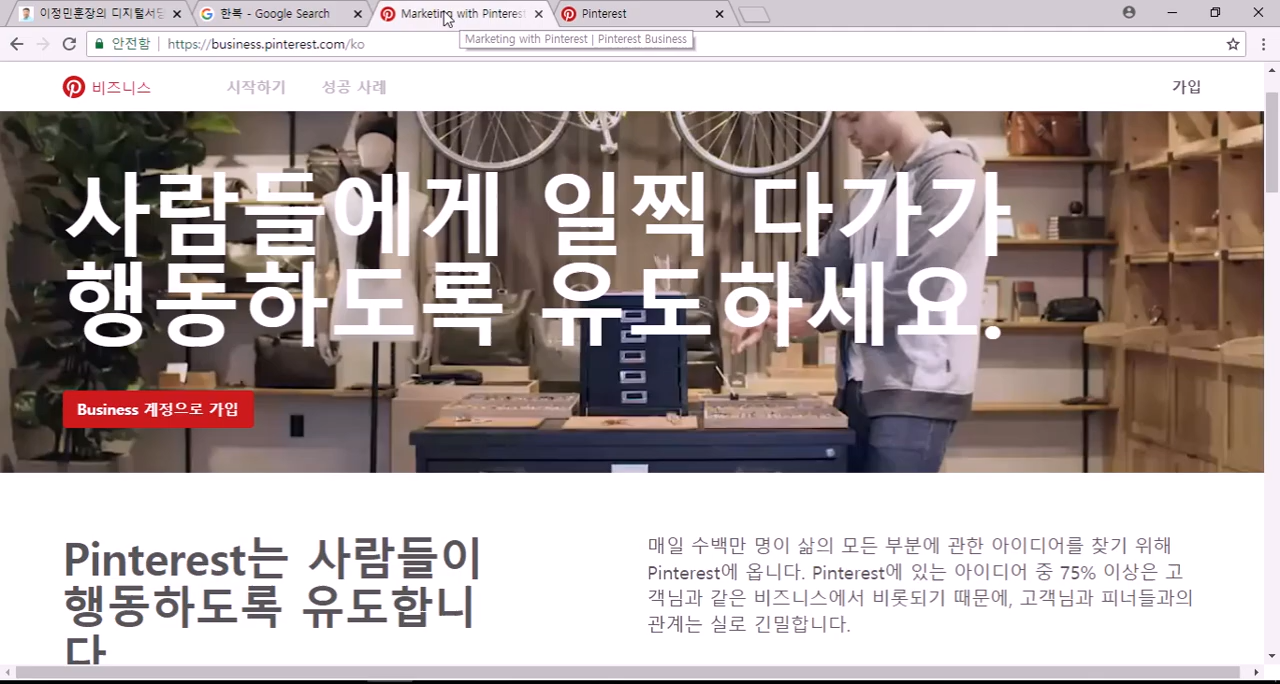 이정민훈장의 디지털서당
한복 - Google Search
Marketing with Pinterest
Pinterest
안전함
https://business.pinterest.com/ko
Marketing with Pinterest | Pinterest Business
비즈니스
시작하기
성공 사례
가입
사람들에게 일찍 다가가
행동하도록 유도하세요.
Business 계정으로 가입
Pinterest는 사람들이
행동하도록 유도합니
다
매일 수백만 명이 삶의 모든 부분에 관한 아이디어를 찾기 위해
Pinterest에 옵니다. Pinterest에 있는 아이디어 중 75% 이상은 고
객님과 같은 비즈니스에서 비롯되기 때문에, 고객님과 피너들과의
관계는 실로 긴밀합니다.